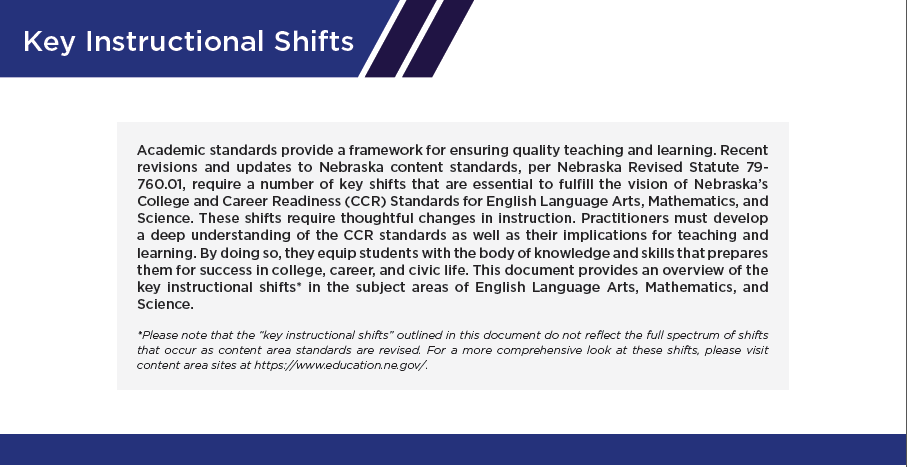 Key Instructional Shifts
Academic standards provide a framework for ensuring quality teaching and learning. Recent
revisions and updates to Nebraska content standards, per Nebraska Revised Statute 79-
760.01, require a number of key shifts that are essential to fulfill the vision of Nebraska’s
College and Career Readiness (CCR) Standards for English Language Arts, Mathematics, and
Science. These shifts require thoughtful changes in instruction. Practitioners must develop
a deep understanding of the CCR standards as well as their implications for teaching and
learning. By doing so, they equip students with the body of knowledge and skills that prepares
them for success in college, career, and civic life. This document provides an overview of the
key instructional shifts* in the subject areas of English Language Arts, Mathematics, and
Science.
*Please note that the “key instructional shifts” outlined in this document do not reflect the full spectrum of shifts
that occur as content area standards are revised. For a more comprehensive look at these shifts, please visit
content area sites at https://www.education.ne.gov/.